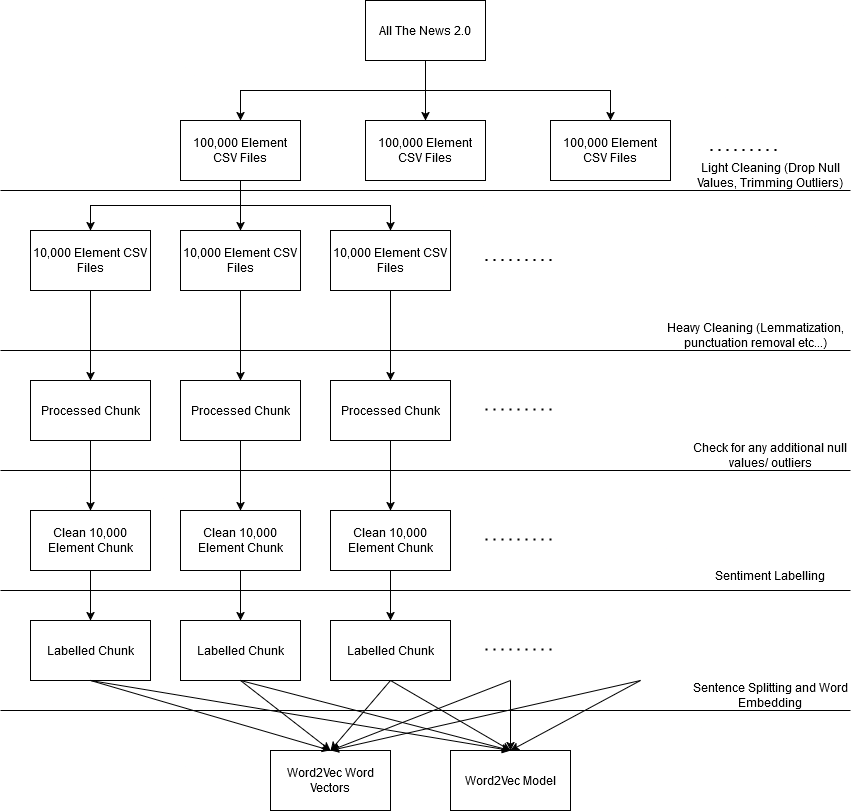 All The News 2.0
100,000 Element
CSV Files
100,000 Element
CSV Files
100,000 Element
CSV Files
.........
Light Cleaning (Drop Null
Values, Trimming Outliers)
10,000 Element CSV
Files
10,000 Element CSV
Files
10,000 Element CSV
Files
.........
Heavy Cleaning (Lemmatization,
punctuation removal etc...)
Processed Chunk
Processed Chunk
Processed Chunk
.........
Check for any additional null
values/ outliers
Clean 10,000
Element Chunk
Clean 10,000
Element Chunk
Clean 10,000
Element Chunk
.........
Sentiment Labelling
Labelled Chunk
Labelled Chunk
Labelled Chunk
.........
Sentence Splitting and Word
Embedding
Word2Vec Word
Vectors
Word2Vec Model